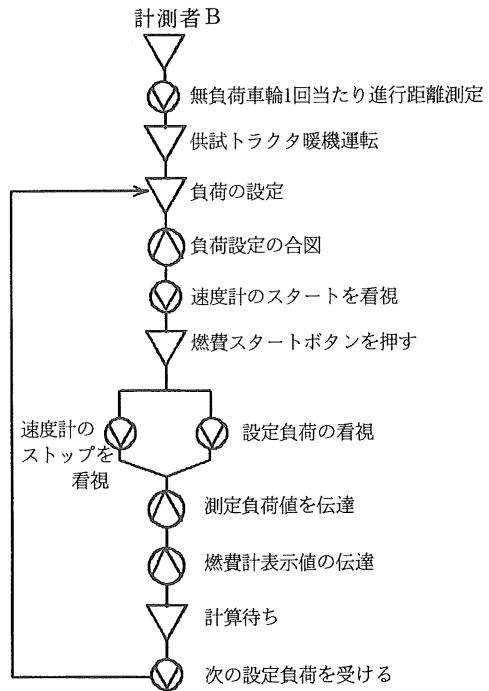 計測者B
無負荷車輪1回当たり進行距離測定
供試トラクタ暖機運転
負荷の設定
負荷設定の合図
速度計のスタートを看視
燃費スタートボタンを押す
速度計の
ストップを
看視
設定負荷の看視
測定負荷値を伝達
燃費計表示値の伝達
計算待ち
次の設定負荷を受ける